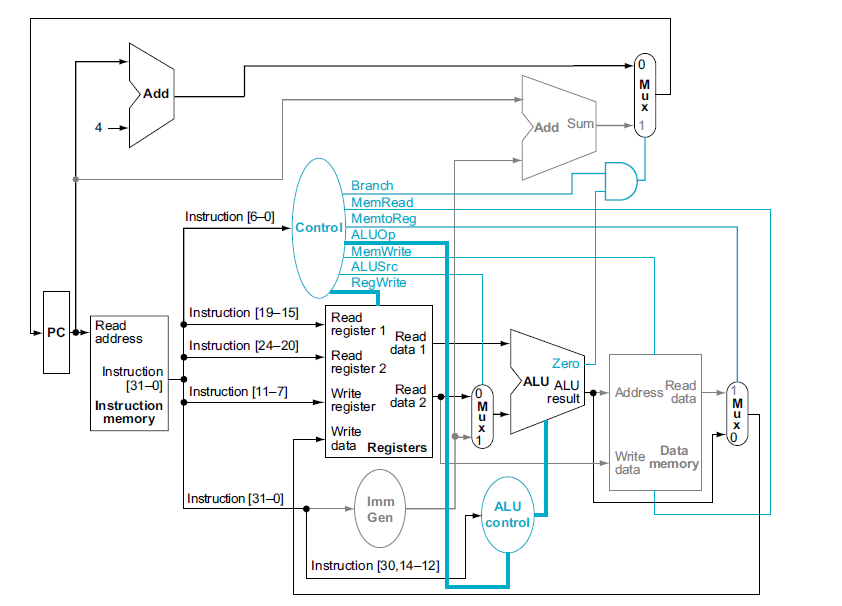 Add
4
Add Sum
0
Mux
1
Instruction [6–0]
Control
Branch
MemRead
MemtoReg
ALUOp
MemWrite
ALUSrc
RegWrite
PC
Read
address
Instruction
[31–0]
Instruction
memory
Instruction [19–15]
Instruction [24–20]
Instruction [11–7]
Instruction [31–0]
Instruction [30,14–12]
Read
register 1
Read
register 2
Write
register
Write
data
Read
data 1
Read
data 2
Registers
Imm
Gen
0
Mux
1
Zero
ALU
ALU
result
ALU
control
Address
Read
data
Write
data
Data
memory
1
Mux
0